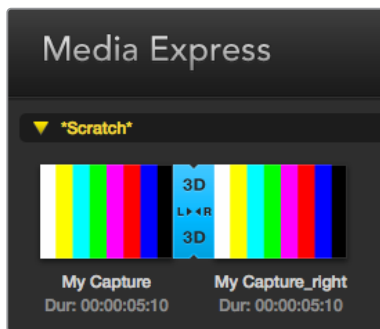 Media Express
*Scratch*
3D
L R
3D
My Capture
My Capture_right
Dur: 00:00:05:10
Dur: 00:00:05:10